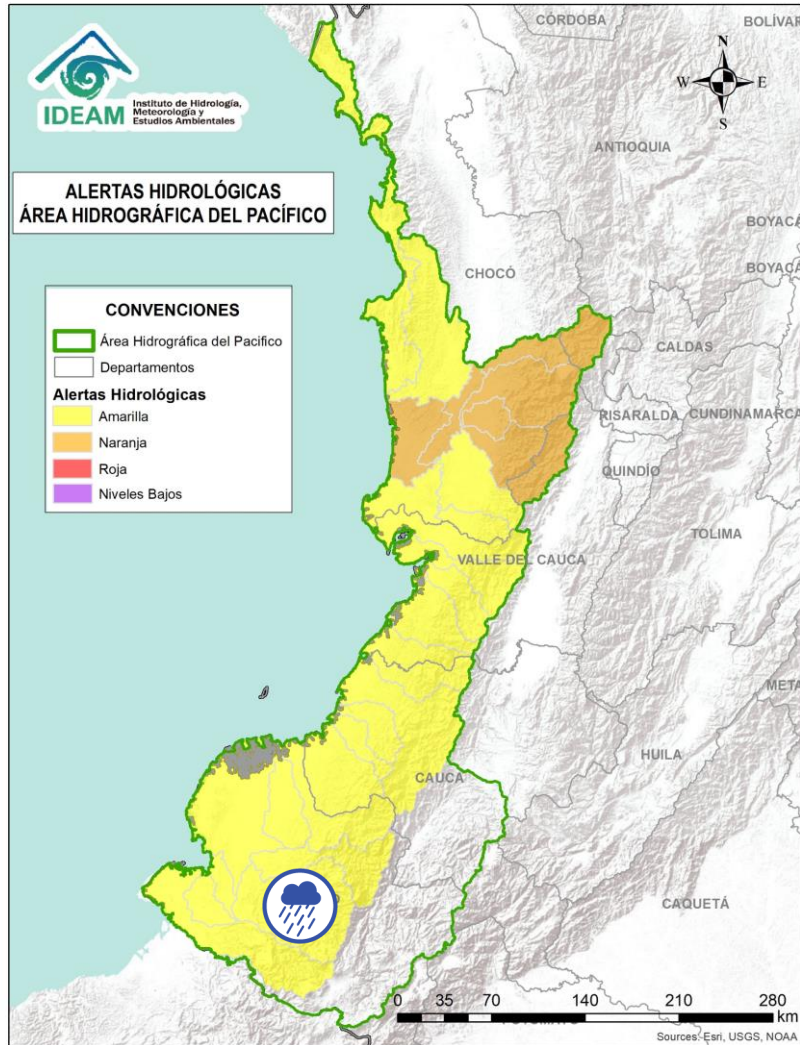 IDEAM
Instituto de Hidrología,
Meteorología y
Estudios Ambientales
ALERTAS HIDROLÓGICAS
ÁREA HIDROGRÁFICA DEL PACÍFICO
CONVENCIONES
Área Hidrográfica del Pacifico
Departamentos
Alertas Hidrológicas
Amarilla
Naranja
Roja
Niveles Bajos
N
W E
S
CÓRDOBA
BOLÍVAR
ANTIOQUIA
BOYACÁ
BOYACÁ
CHOCÓ
CALDAS
RISARALDA
CUNDINAMARCA
QUINDÍO
TOLIMA
VALLE DEL CAUCA
META
HUILA
CAUCA
CAQUETÁ
0 35 70 140 210 280
km
Sources: Esri, USGS, NOAA